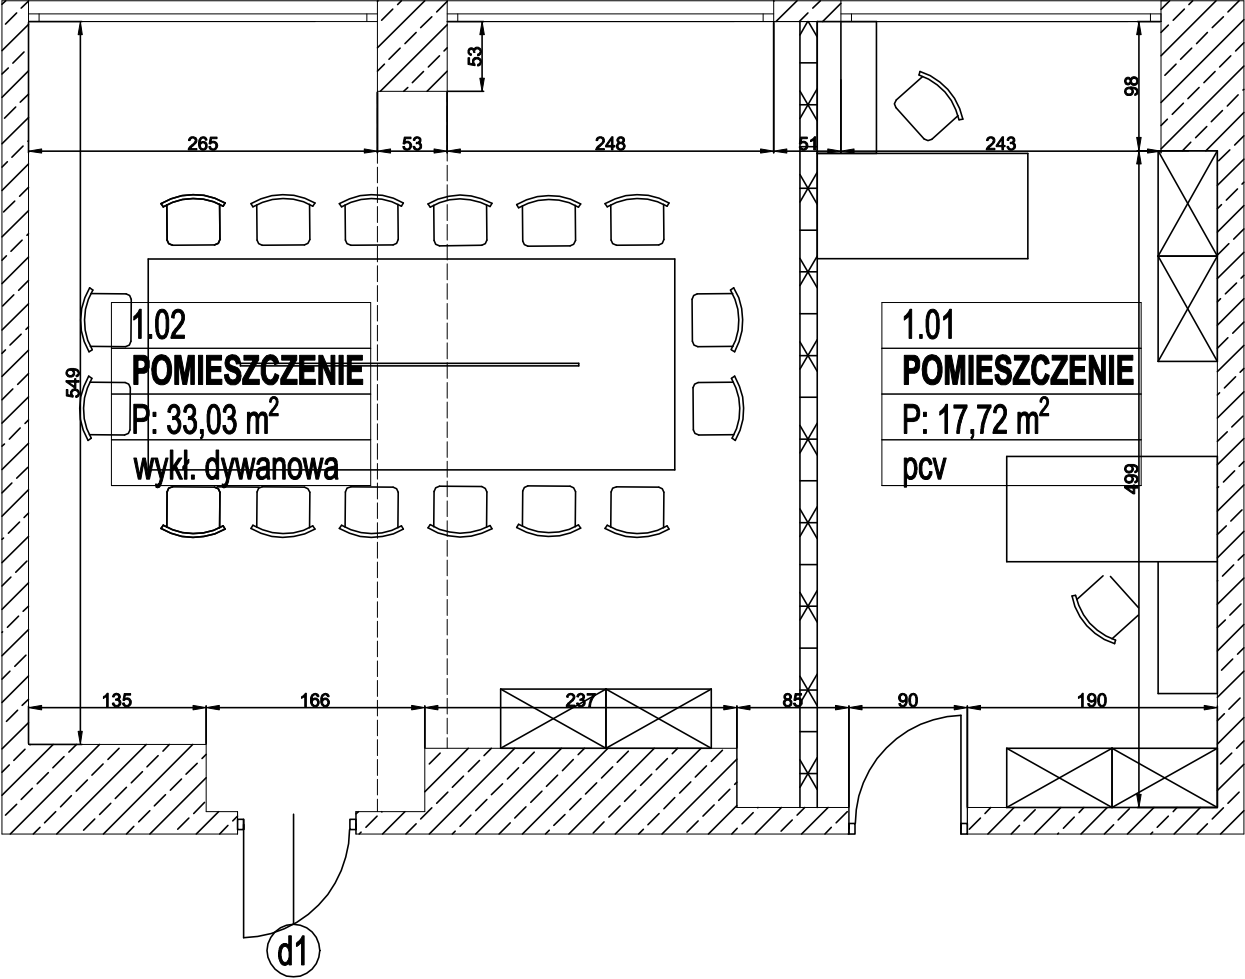 53
98
265
53
248
51
243
1.02
POMIESZCZENIE
P: 33,03 m²
wykł. dywanowa
549
1.01
POMIESZCZENIE
P: 17,72 m²
pcv
499
135
166
237
85
90
190
d1